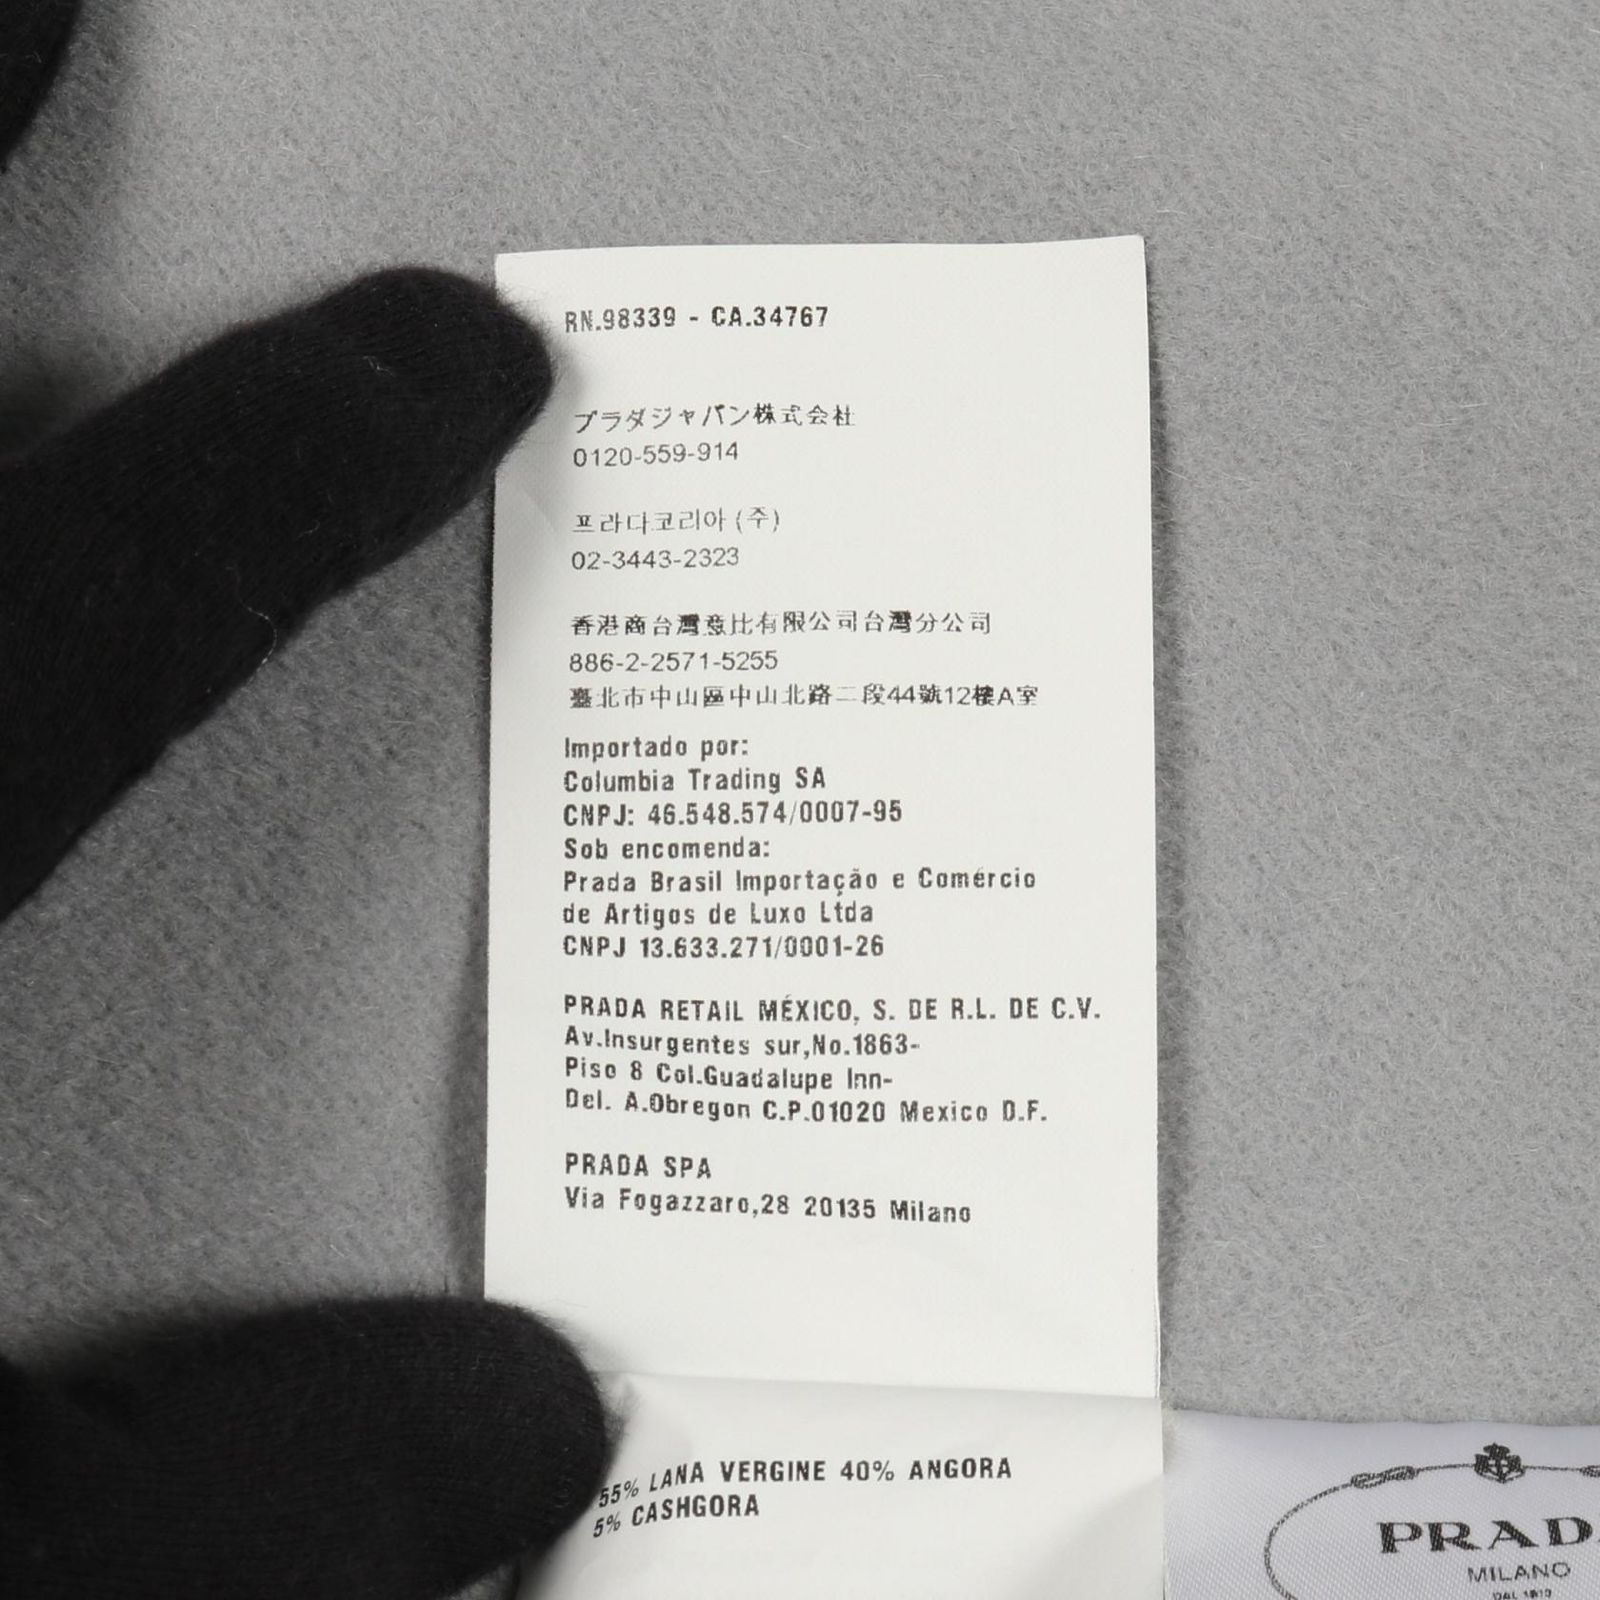 RN.98339 - CA.34767
プラダジャパン株式会社
0120-559-914
프라다코리아(주)
02-3443-2323
香港商台灣意比有限公司台灣分公司
886-2-2571-5255
臺北市中山區中山北路二段44號12樓A室
Importado por:
Columbia Trading SA
CNPJ: 46.548.574/0007-95
Sob encomenda:
Prada Brasil Importação e Comércio
de Artigos de Luxo Ltda
CNPJ 13.633.271/0001-26
PRADA RETAIL MÉXICO, S. DE R.L. DE C.V.
Av.Insurgentes sur,No.1863-
Piso 8 Col.Guadalupe Inn-
Del. A.Obregon C.P.01020 Mexico D.F.
PRADA SPA
Via Fogazzaro,28 20135 Milano
55% LANA VERGINE 40% ANGORA
5% CASHGORA
PRADA
MILANO
DAL 1913